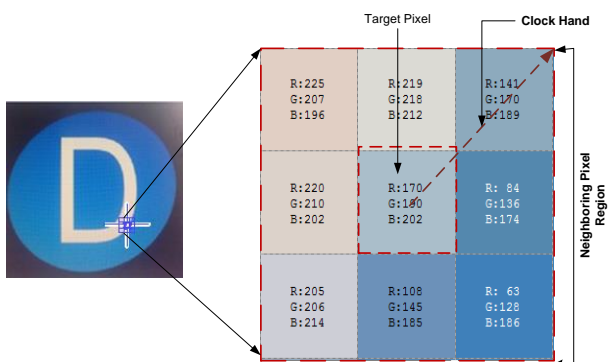 Target Pixel
Clock Hand
R:225
G:207
B:196
R:219
G:218
B:212
R:141
G:170
B:189
R:220
G:210
B:202
R:170
G:190
B:202
R: 84
G:136
B:174
R:205
G:206
B:214
R:108
G:145
B:185
R: 63
G:128
B:186
D
Neighboring Pixel
Region